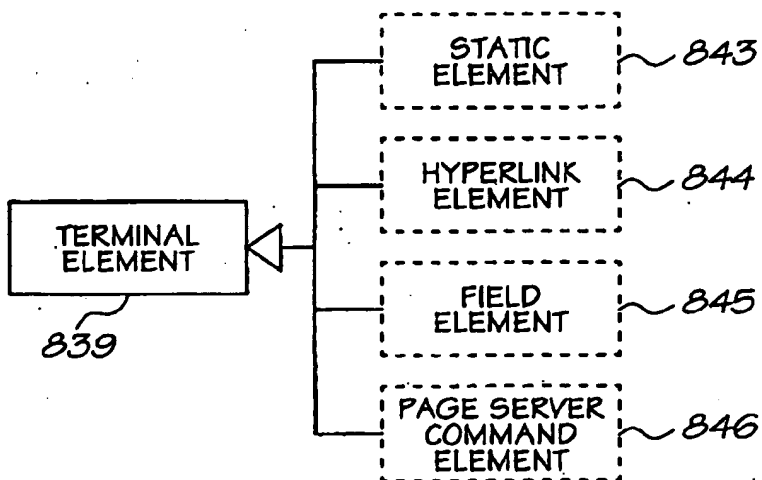 STATIC
ELEMENT
843
HYPERLINK
ELEMENT
844
TERMINAL
ELEMENT
839
FIELD
ELEMENT
845
PAGE SERVER
COMMAND
ELEMENT
846